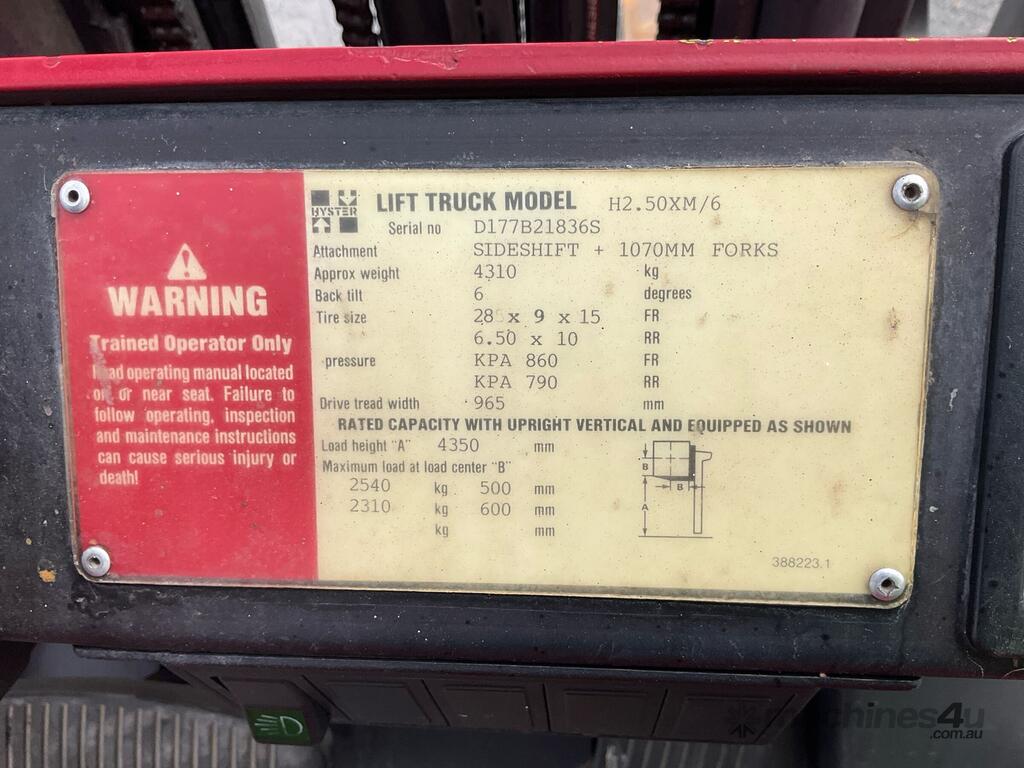 WARNING
Trained Operator Only
Read operating manual located
on or near seat. Failure to
follow operating, inspection
and maintenance instructions
can cause serious injury or
death!
HYSTER
LIFT TRUCK MODEL H2.50XM/6
Serial no D177B21836S
Attachment SIDESHIFT + 1070MM FORKS
Approx weight 4310 kg
Back tilt 6 degrees
Tire size 28 x 9 x 15 FR
6.50 x 10 RR
pressure KPA 860 FR
KPA 790 RR
Drive tread width 965 mm
RATED CAPACITY WITH UPRIGHT VERTICAL AND EQUIPPED AS SHOWN
Load height "A" 4350 mm
Maximum load at load center "B"
2540 kg 500 mm
2310 kg 600 mm
kg mm
B
B
A
388223.1
machines4u
.com.au